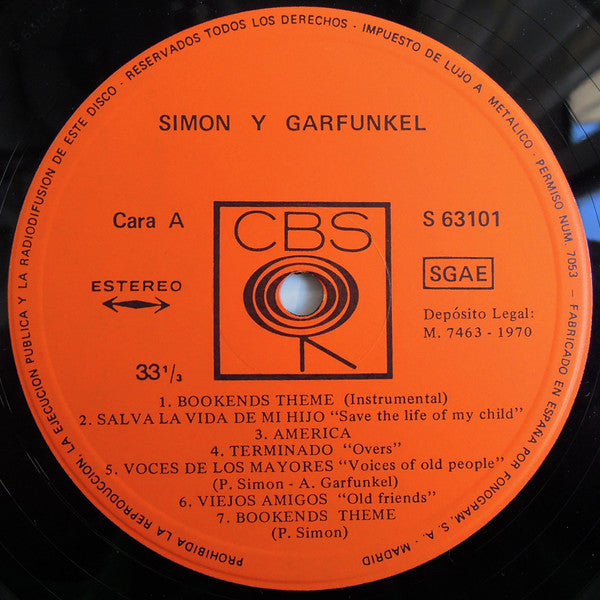 PROHIBIDA LA REPRODUCCION, LA EJECUCION PUBLICA Y LA RADIODIFUSION DE ESTE DISCO - RESERVADOS TODOS LOS DERECHOS - IMPUESTO DE LUJO A METALICO - PERMISO NUM. 7053 - FABRICADO EN ESPAÑA POR FONOGRAM, S. A. - MADRID
SIMON Y GARFUNKEL
Cara A
CBS
S 63101
SGAE
ESTEREO
Depósito Legal:
M. 7463 - 1970
33 1/3
1. BOOKENDS THEME (Instrumental)
2. SALVA LA VIDA DE MI HIJO “Save the life of my child”
3. AMERICA
4. TERMINADO “Overs”
5. VOCES DE LOS MAYORES “Voices of old people”
(P. Simon - A. Garfunkel)
6. VIEJOS AMIGOS “Old friends”
7. BOOKENDS THEME
(P. Simon)